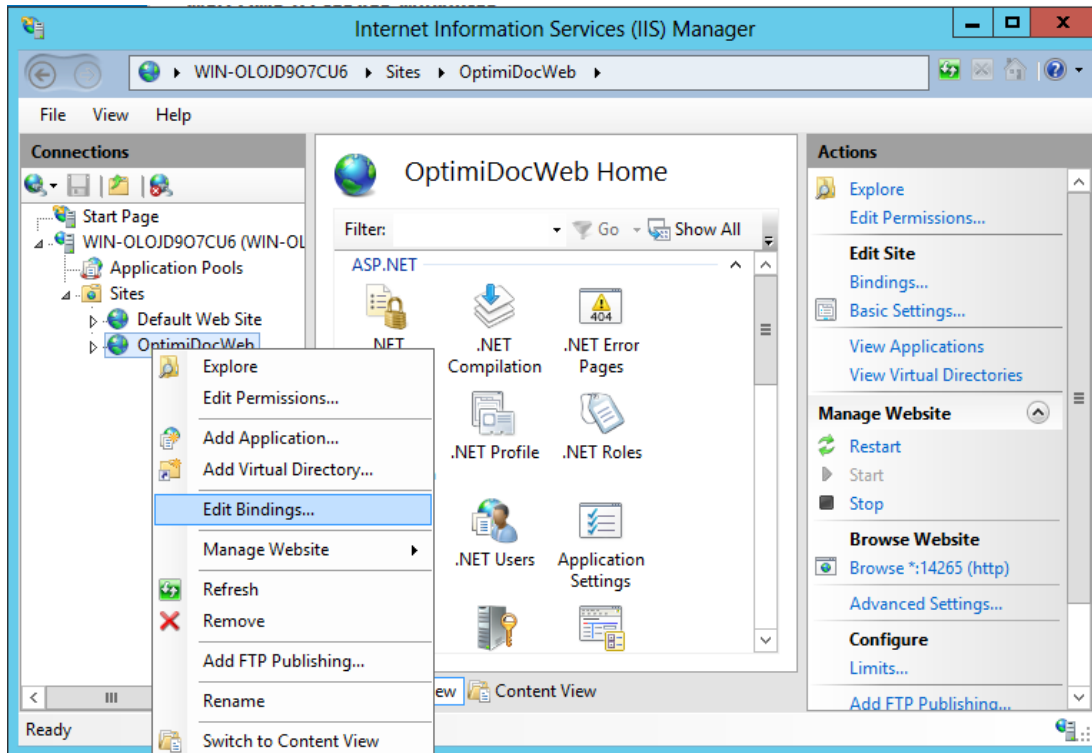 Internet Information Services (IIS) Manager
WIN-OLOJD9O7CU6 Sites OptimiDocWeb
File View Help
Connections
Start Page
WIN-OLOJD9O7CU6 (WIN-OL
Application Pools
Sites
Default Web Site
OptimiDocWeb
Explore
Edit Permissions...
Add Application...
Add Virtual Directory...
Edit Bindings...
Manage Website
Refresh
Remove
Add FTP Publishing...
Rename
Switch to Content View
Ready
OptimiDocWeb Home
Filter: Go Show All
ASP.NET
.NET
.NET Compilation
.NET Error Pages
404
.NET Profile
.NET Roles
.NET Users
Application Settings
ew Content View
Actions
Explore
Edit Permissions...
Edit Site
Bindings...
Basic Settings...
View Applications
View Virtual Directories
Manage Website
Restart
Start
Stop
Browse Website
Browse *:14265 (http)
Advanced Settings...
Configure
Limits...
Add FTP Publishing...